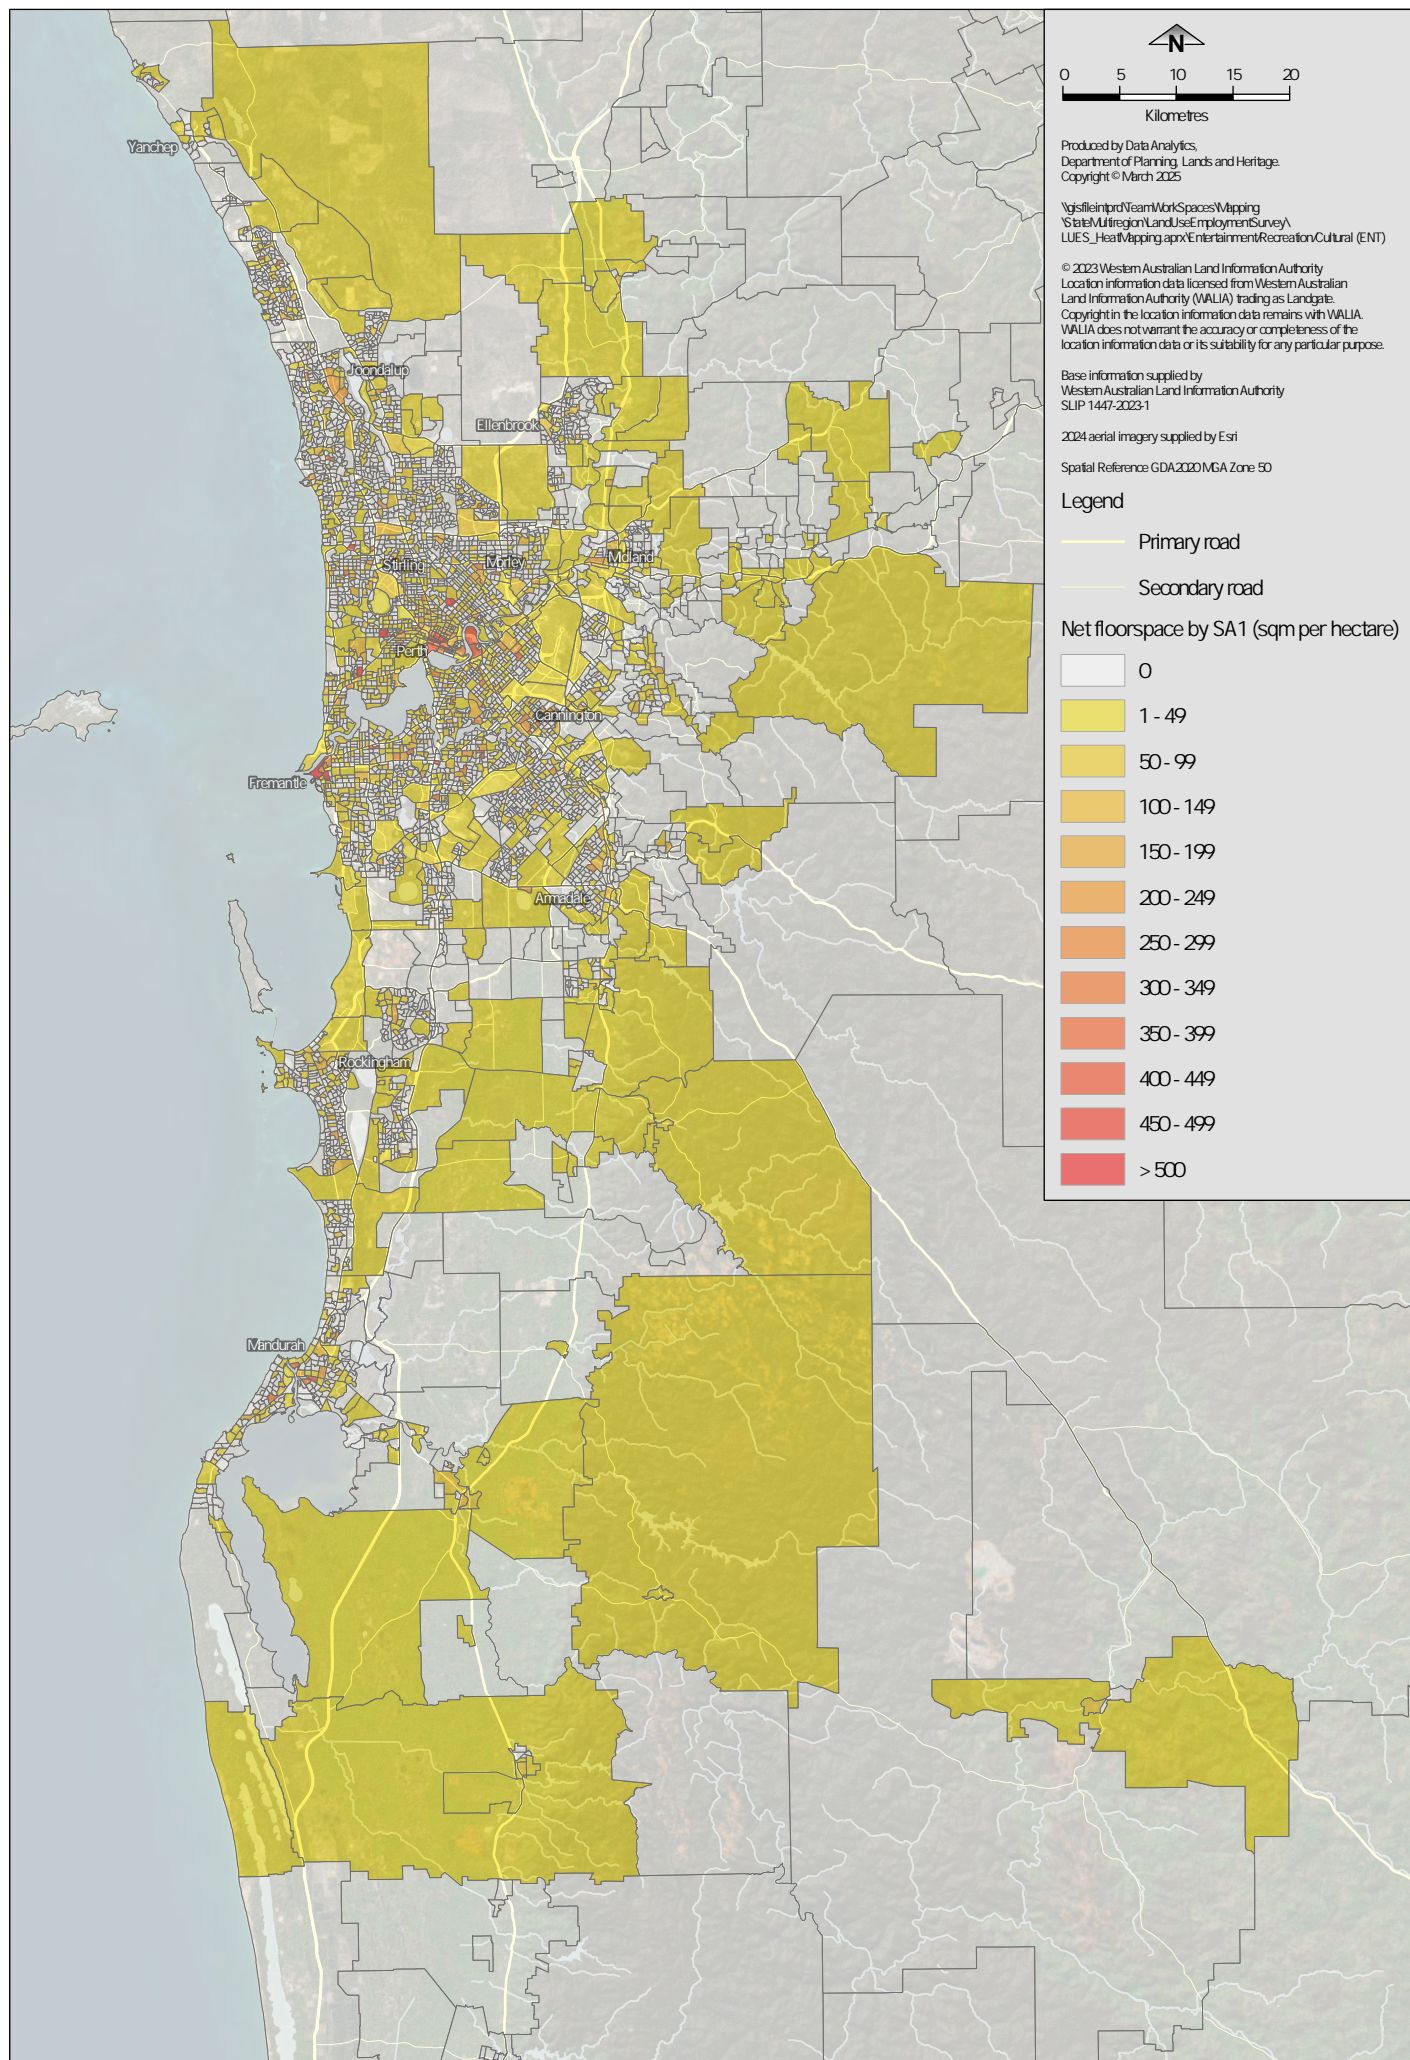 N
0 5 10 15 20
Kilometres
Produced by Data Analytics,
Department of Planning, Lands and Heritage.
Copyright © March 2025
\\gisfileintprd\TeamWorkSpaces\Mapping
\StateMultiregion\LandUseEmploymentSurvey\
LUES_HeatMapping.aprx\Entertainment/Recreation/Cultural (ENT)
© 2023 Western Australian Land Information Authority
Location information data licensed from Western Australian
Land Information Authority (WALIA) trading as Landgate.
Copyright in the location information data remains with WALIA.
WALIA does not warrant the accuracy or completeness of the
location information data or its suitability for any particular purpose.
Base information supplied by
Western Australian Land Information Authority
SLIP 1447-2023-1
2024 aerial imagery supplied by Esri
Spatial Reference GDA2020 MGA Zone 50
Legend
Primary road
Secondary road
Net floorspace by SA1 (sqm per hectare)
0
1 - 49
50 - 99
100 - 149
150 - 199
200 - 249
250 - 299
300 - 349
350 - 399
400 - 449
450 - 499
> 500
Yanchep
Joondalup
Ellenbrook
Stirling
Morley
Midland
Perth
Cannington
Fremantle
Armadale
Rockingham
Mandurah